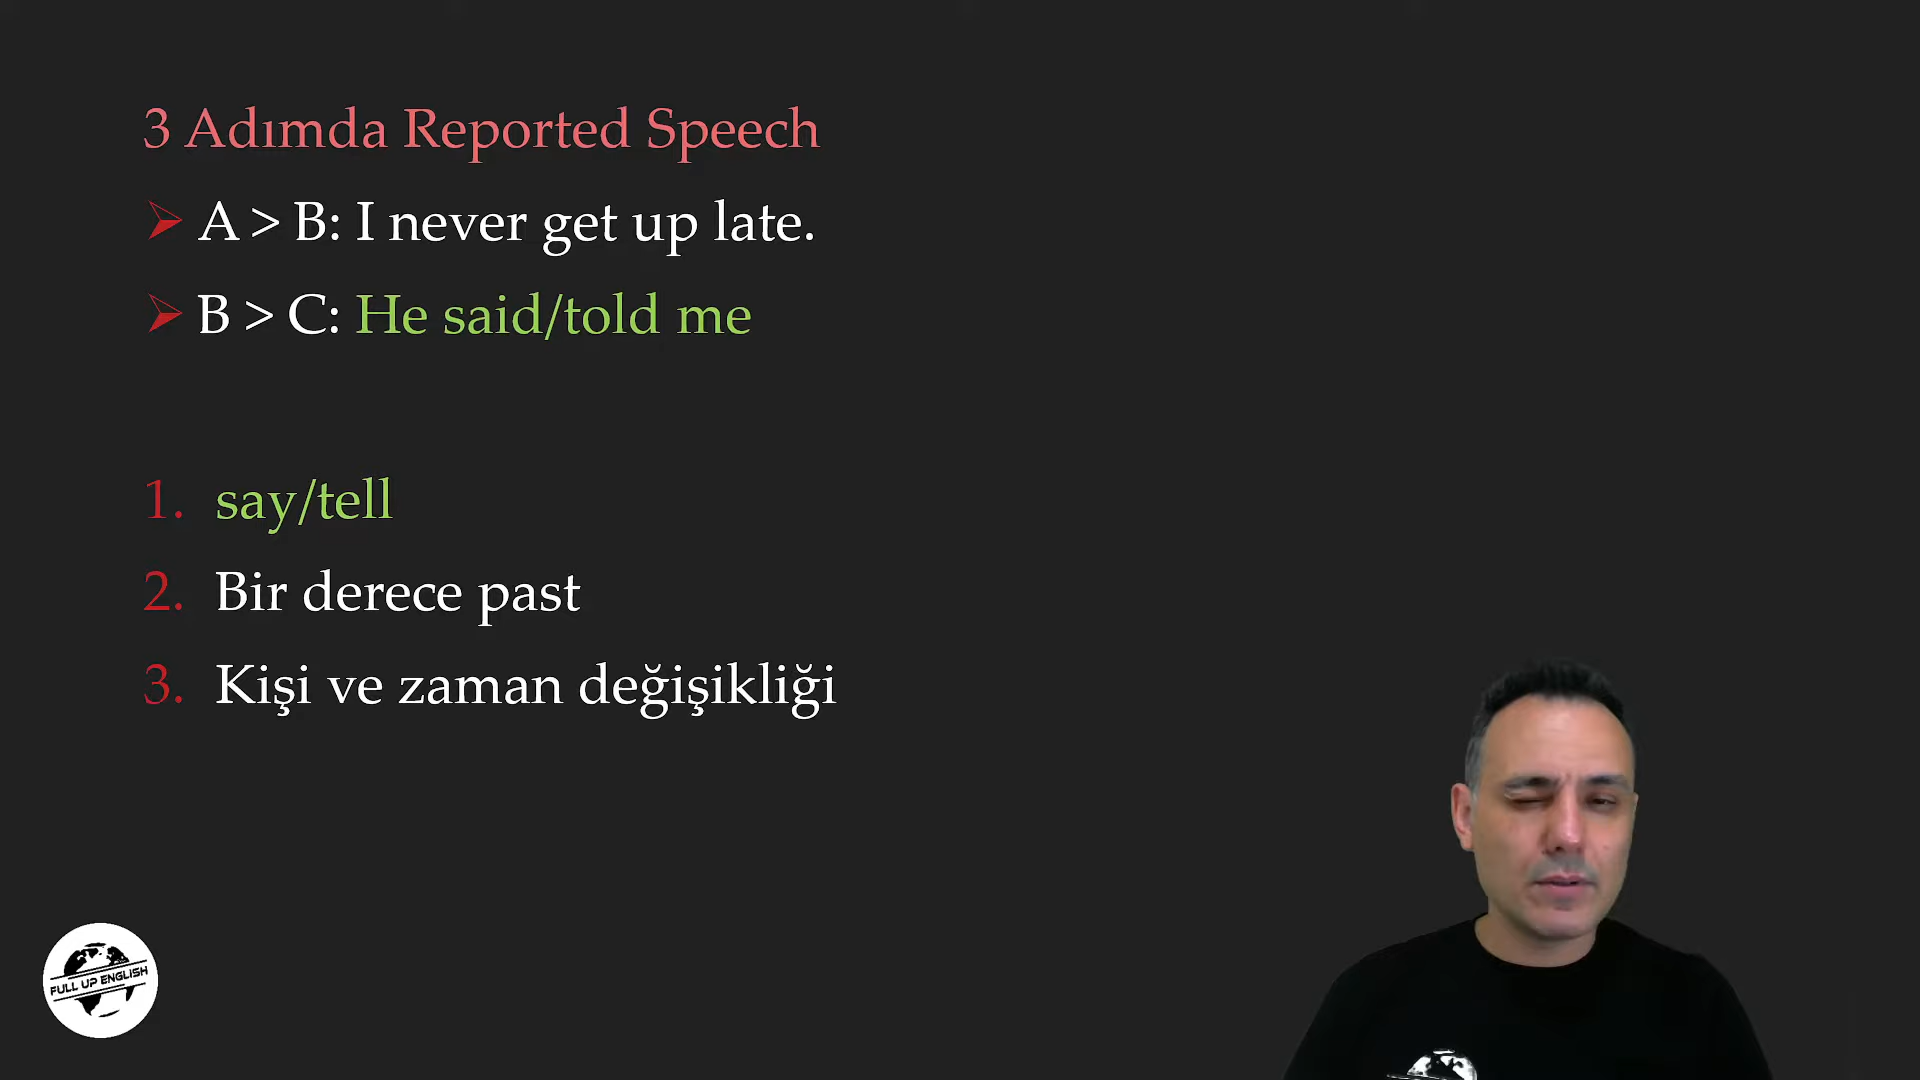 3 Adımda Reported Speech
A > B: I never get up late.
B > C: He said/told me
1. say/tell
2. Bir derece past
3. Kişi ve zaman değişikliği
FULL UP ENGLISH